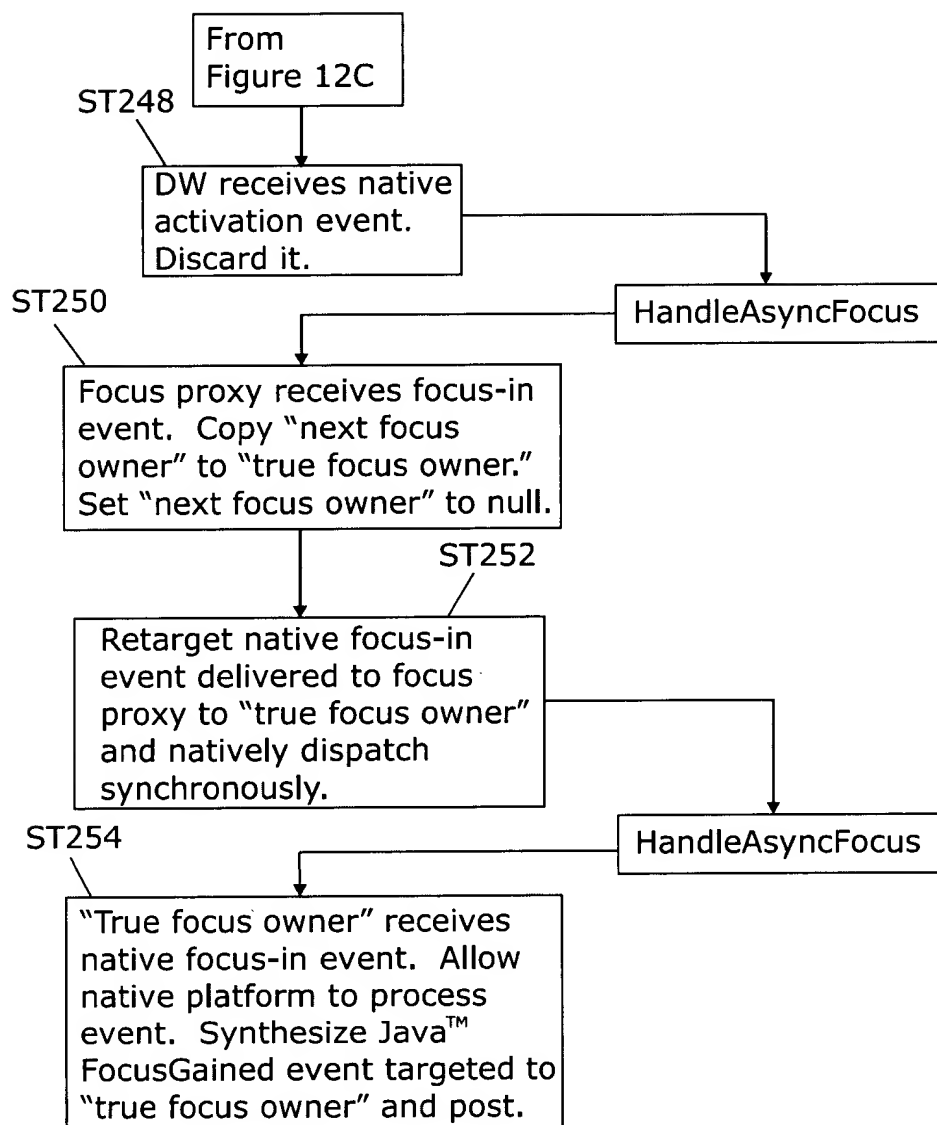 From
Figure 12C
ST248
DW receives native
activation event.
Discard it.
HandleAsyncFocus
ST250
Focus proxy receives focus-in
event.  Copy “next focus
owner” to “true focus owner.”
Set “next focus owner” to null.
ST252
Retarget native focus-in
event delivered to focus
proxy to “true focus owner”
and natively dispatch
synchronously.
HandleAsyncFocus
ST254
“True focus owner” receives
native focus-in event.  Allow
native platform to process
event.  Synthesize Java™
FocusGained event targeted to
“true focus owner” and post.